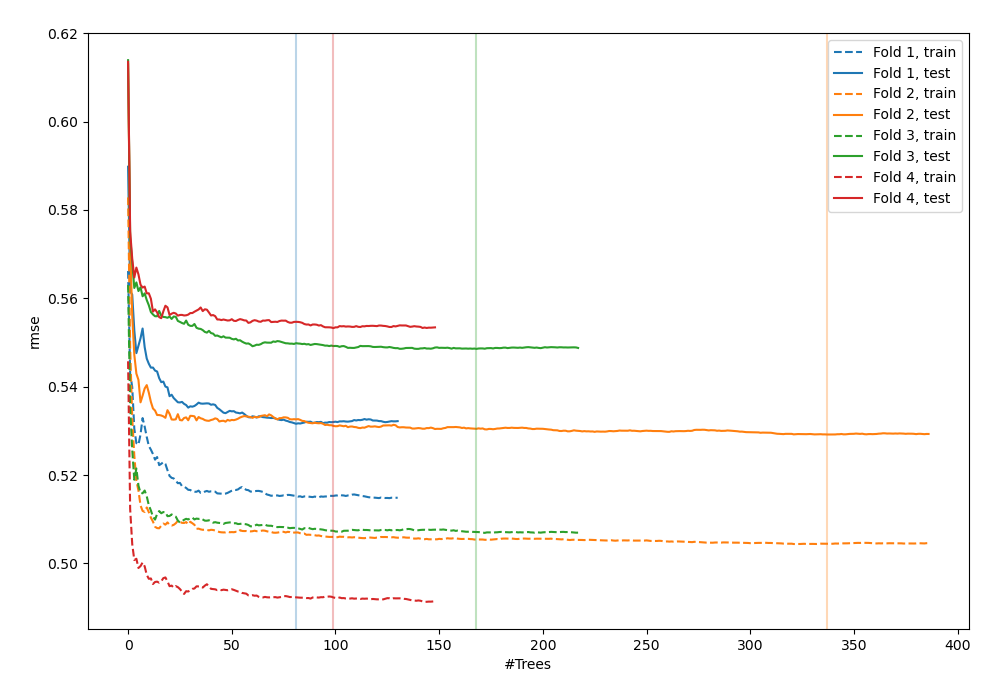 0.62
0.60
0.58
0.56
0.54
0.52
0.50
rmse
0
50
100
150
200
250
300
350
400
#Trees
Fold 1, train
Fold 1, test
Fold 2, train
Fold 2, test
Fold 3, train
Fold 3, test
Fold 4, train
Fold 4, test